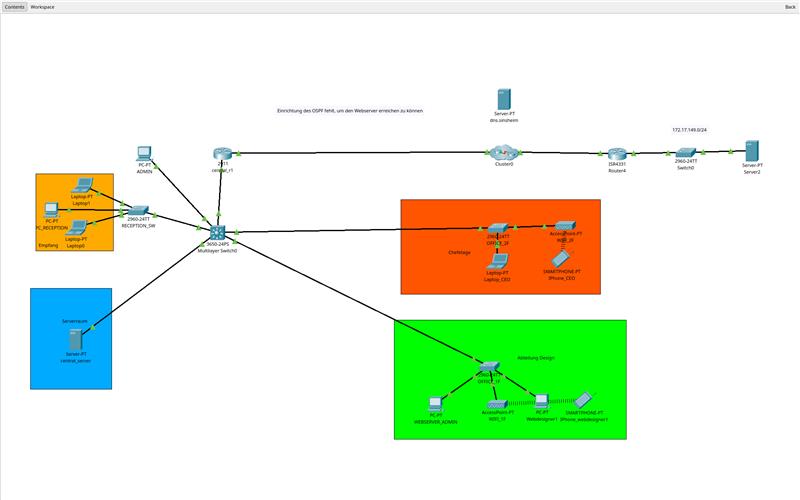 Contents Workspace Back
Server-PT
dns.sinsheim
Einrichtung des OSPF fehlt, um den Webserver erreichen zu können
172.17.149.0/24
PC-PT
ADMIN
2911
central_r1
Cluster0
ISR4331
Router4
2960-24TT
Switch0
Server-PT
Server2
Laptop-PT
Laptop1
PC-PT
PC_RECEPTION
Laptop-PT
Laptop0
Empfang
2960-24TT
RECEPTION_SW
3650-24PS
Multilayer Switch0
2960-24TT
OFFICE_2F
AccessPoint-PT
Chefetage
Laptop-PT
Laptop_CEO
SMARTPHONE-PT
IPhone_CEO
Serverraum
Server-PT
central_server
Abteilung Design
2960-24TT
OFFICE_1F
PC-PT
WEBSERVER_ADMIN
AccessPoint-PT
PC-PT
Webdesigner1
SMARTPHONE-PT
IPhone_webdesigner1